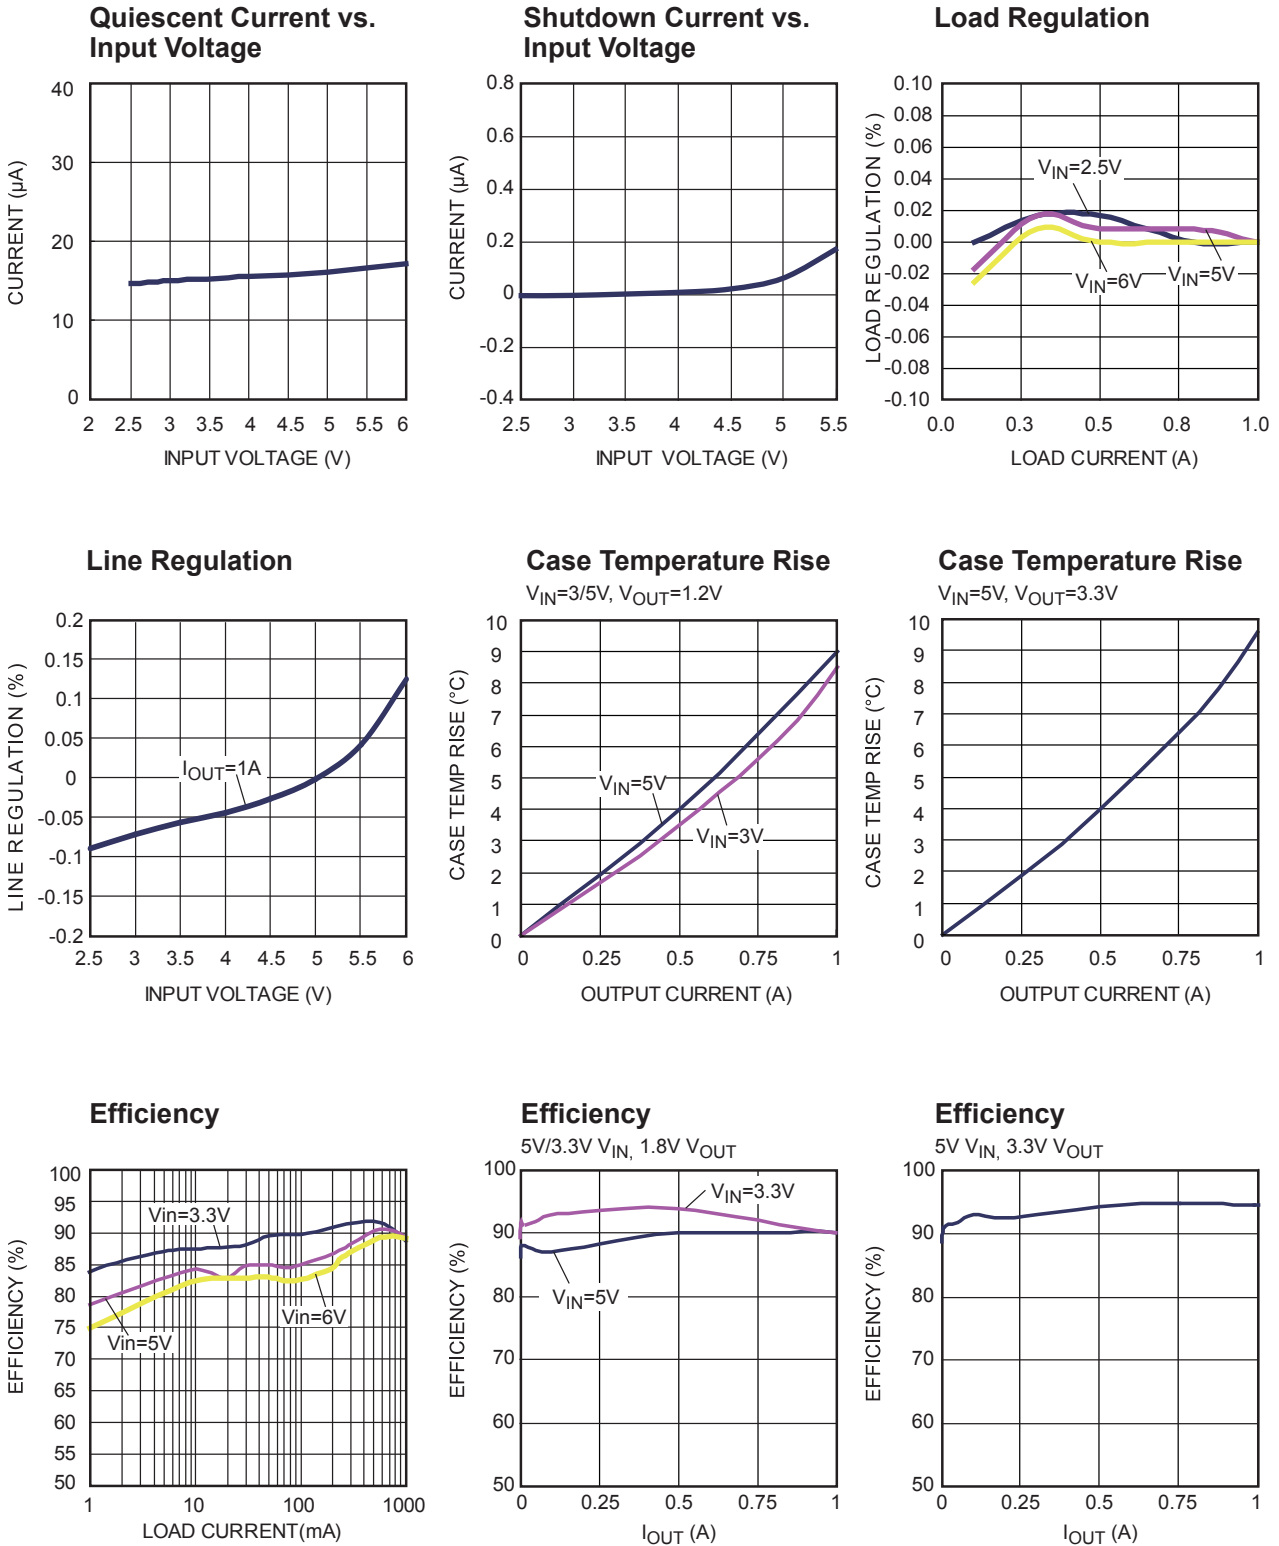 Quiescent Current vs.
Input Voltage
CURRENT (µA)
40
30
20
10
0
2 2.5 3 3.5 4 4.5 5 5.5 6
INPUT VOLTAGE (V)
Shutdown Current vs.
Input Voltage
CURRENT (µA)
0.8
0.6
0.4
0.2
0
-0.2
-0.4
2.5 3 3.5 4 4.5 5 5.5
INPUT VOLTAGE (V)
Load Regulation
LOAD REGULATION (%)
0.10
0.08
0.06
0.04
0.02
0.00
-0.02
-0.04
-0.06
-0.08
-0.10
VIN=2.5V
VIN=6V
VIN=5V
0.0 0.3 0.5 0.8 1.0
LOAD CURRENT (A)
Line Regulation
LINE REGULATION (%)
0.2
0.15
0.1
0.05
0
-0.05
-0.1
-0.15
-0.2
IOUT=1A
2.5 3 3.5 4 4.5 5 5.5 6
INPUT VOLTAGE (V)
Case Temperature Rise
VIN=3/5V, VOUT=1.2V
CASE TEMP RISE (°C)
10
9
8
7
6
5
4
3
2
1
0
VIN=5V
VIN=3V
0 0.25 0.5 0.75 1
OUTPUT CURRENT (A)
Case Temperature Rise
VIN=5V, VOUT=3.3V
CASE TEMP RISE (°C)
10
9
8
7
6
5
4
3
2
1
0
0 0.25 0.5 0.75 1
OUTPUT CURRENT (A)
Efficiency
EFFICIENCY (%)
100
95
90
85
80
75
70
65
60
55
50
Vin=3.3V
Vin=6V
Vin=5V
1 10 100 1000
LOAD CURRENT(mA)
Efficiency
5V/3.3V VIN, 1.8V VOUT
EFFICIENCY (%)
100
90
80
70
60
50
VIN=3.3V
VIN=5V
0 0.25 0.5 0.75 1
IOUT (A)
Efficiency
5V VIN, 3.3V VOUT
EFFICIENCY (%)
100
90
80
70
60
50
0 0.25 0.5 0.75 1
IOUT (A)